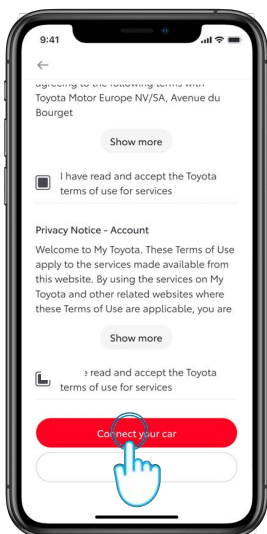 9:41
agreeing to the following terms with
Toyota Motor Europe NV/SA, Avenue du
Bourget
Show more
I have read and accept the Toyota
terms of use for services
Privacy Notice - Account
Welcome to My Toyota. These Terms of Use
apply to the services made available from
this website. By using the services on My
Toyota and other related websites where
these Terms of Use are applicable, you are
Show more
read and accept the Toyota
terms of use for services
Connect your car